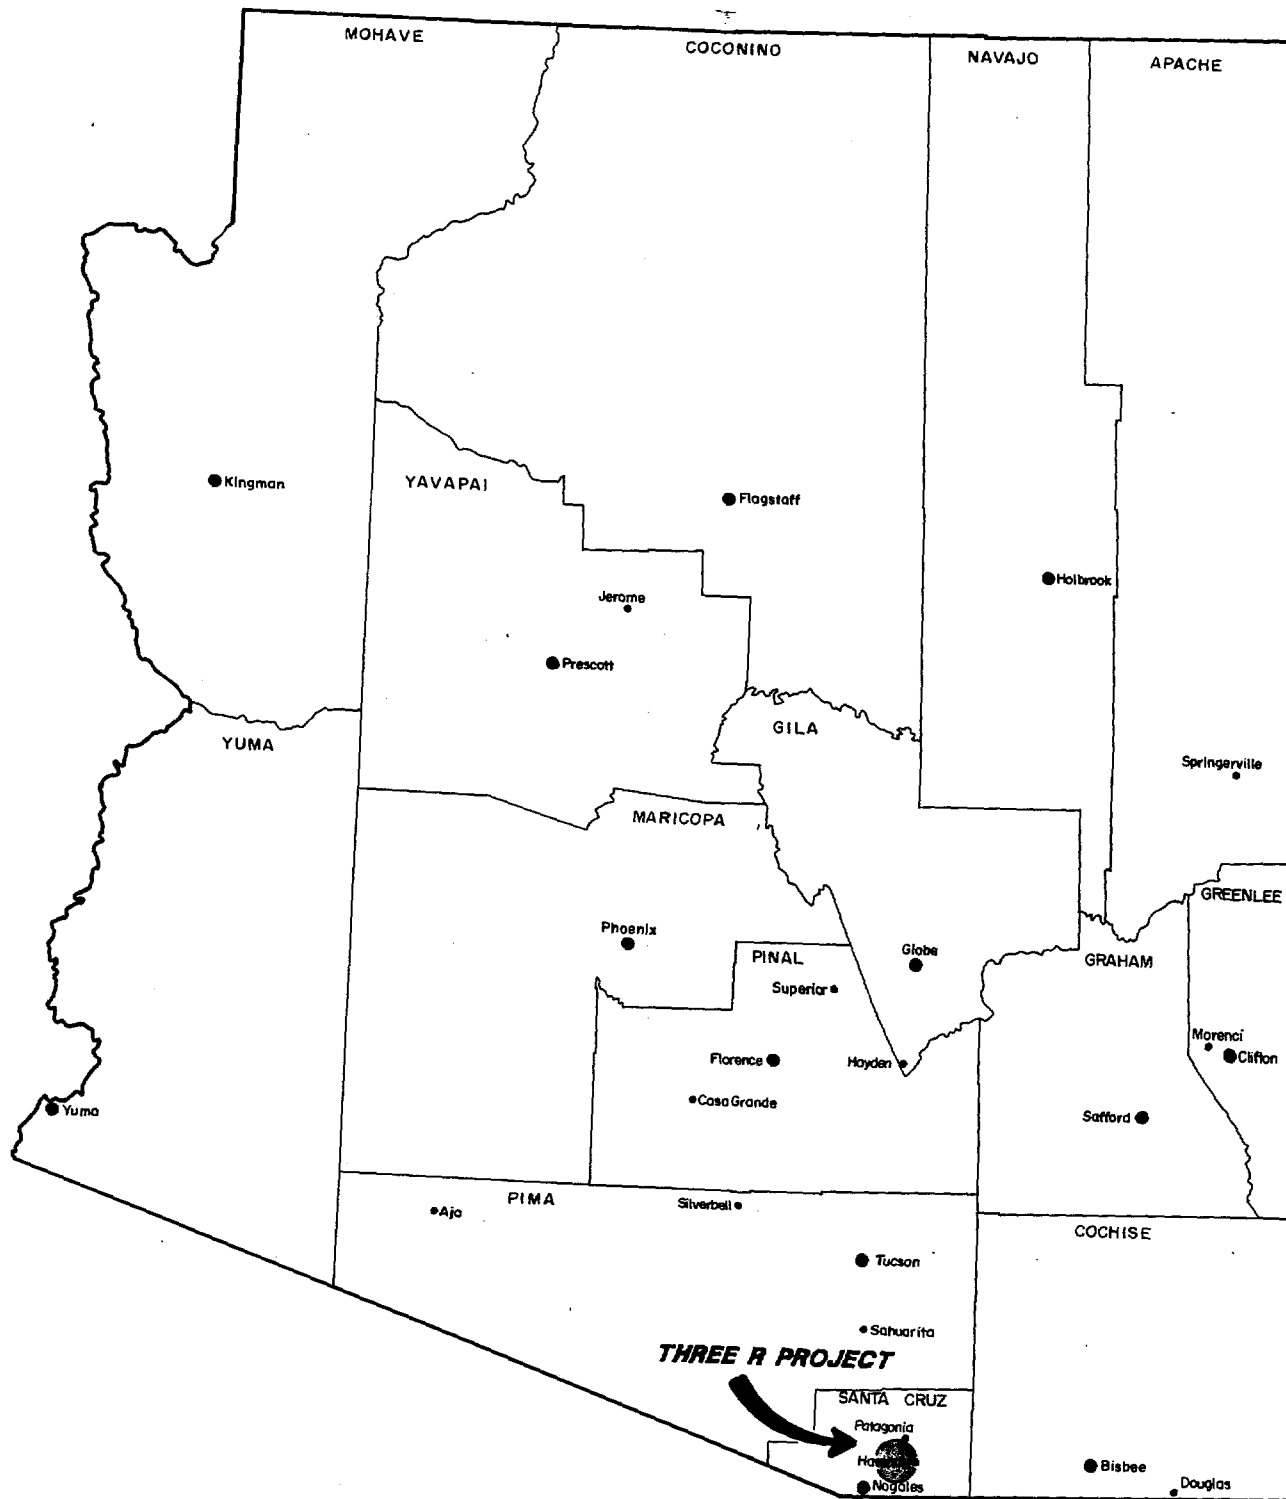 MOHAVE
COCONINO
NAVAJO
APACHE
Kingman
YAVAPAI
Flagstaff
Holbrook
Jerome
Prescott
YUMA
GILA
Springerville
MARICOPA
GREENLEE
Phoenix
PINAL
Globe
GRAHAM
Superior
Morenci
Florence
Hayden
Clifton
Casa Grande
Yuma
Safford
PIMA
Silverbell
Ajo
COCHISE
Tucson
Sahuarita
THREE R PROJECT
SANTA CRUZ
Patagonia
Bisbee
Nogales
Douglas